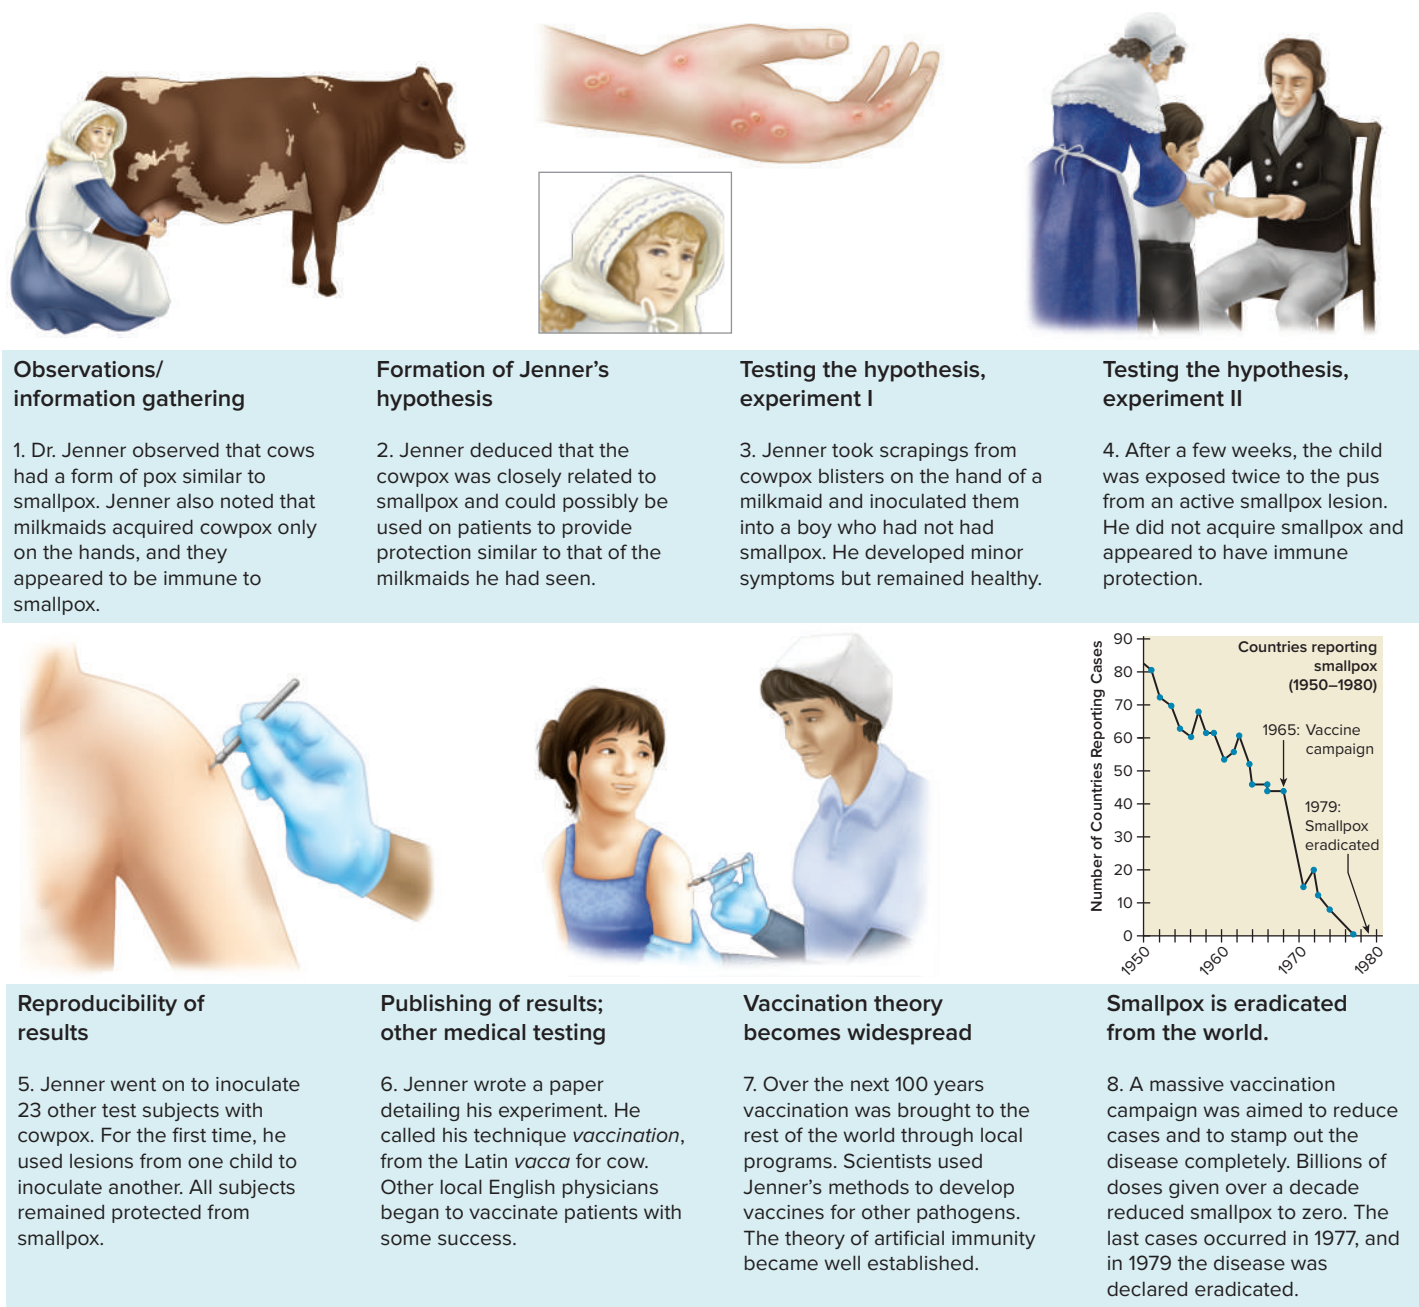 Observations/
information gathering
1. Dr. Jenner observed that cows
had a form of pox similar to
smallpox. Jenner also noted that
milkmaids acquired cowpox only
on the hands, and they
appeared to be immune to
smallpox.
Formation of Jenner’s
hypothesis
2. Jenner deduced that the
cowpox was closely related to
smallpox and could possibly be
used on patients to provide
protection similar to that of the
milkmaids he had seen.
Testing the hypothesis,
experiment I
3. Jenner took scrapings from
cowpox blisters on the hand of a
milkmaid and inoculated them
into a boy who had not had
smallpox. He developed minor
symptoms but remained healthy.
Testing the hypothesis,
experiment II
4. After a few weeks, the child
was exposed twice to the pus
from an active smallpox lesion.
He did not acquire smallpox and
appeared to have immune
protection.
Number of Countries Reporting Cases
90
80
70
60
50
40
30
20
10
0
Countries reporting
smallpox
(1950–1980)
1965: Vaccine
campaign
1979:
Smallpox
eradicated
1950
1960
1970
1980
Reproducibility of
results
5. Jenner went on to inoculate
23 other test subjects with
cowpox. For the first time, he
used lesions from one child to
inoculate another. All subjects
remained protected from
smallpox.
Publishing of results;
other medical testing
6. Jenner wrote a paper
detailing his experiment. He
called his technique vaccination,
from the Latin vacca for cow.
Other local English physicians
began to vaccinate patients with
some success.
Vaccination theory
becomes widespread
7. Over the next 100 years
vaccination was brought to the
rest of the world through local
programs. Scientists used
Jenner’s methods to develop
vaccines for other pathogens.
The theory of artificial immunity
became well established.
Smallpox is eradicated
from the world.
8. A massive vaccination
campaign was aimed to reduce
cases and to stamp out the
disease completely. Billions of
doses given over a decade
reduced smallpox to zero. The
last cases occurred in 1977, and
in 1979 the disease was
declared eradicated.